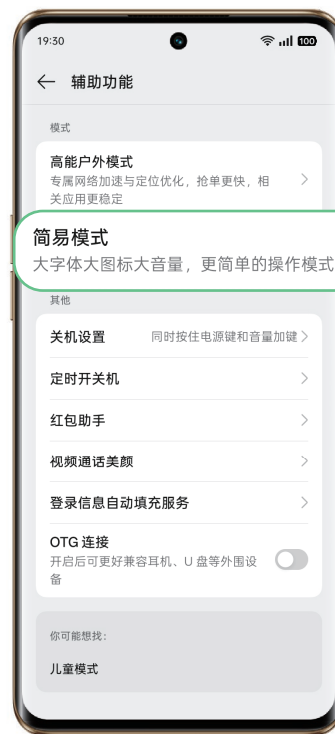 19:30
100
辅助功能
模式
高能户外模式
专属网络加速与定位优化，抢单更快，相
关应用更稳定
简易模式
大字体大图标大音量，更简单的操作模式
其他
关机设置 同时按住电源键和音量加键
定时开关机
红包助手
视频通话美颜
登录信息自动填充服务
OTG 连接
开启后可更好兼容耳机、U 盘等外围设
备
你可能想找：
儿童模式